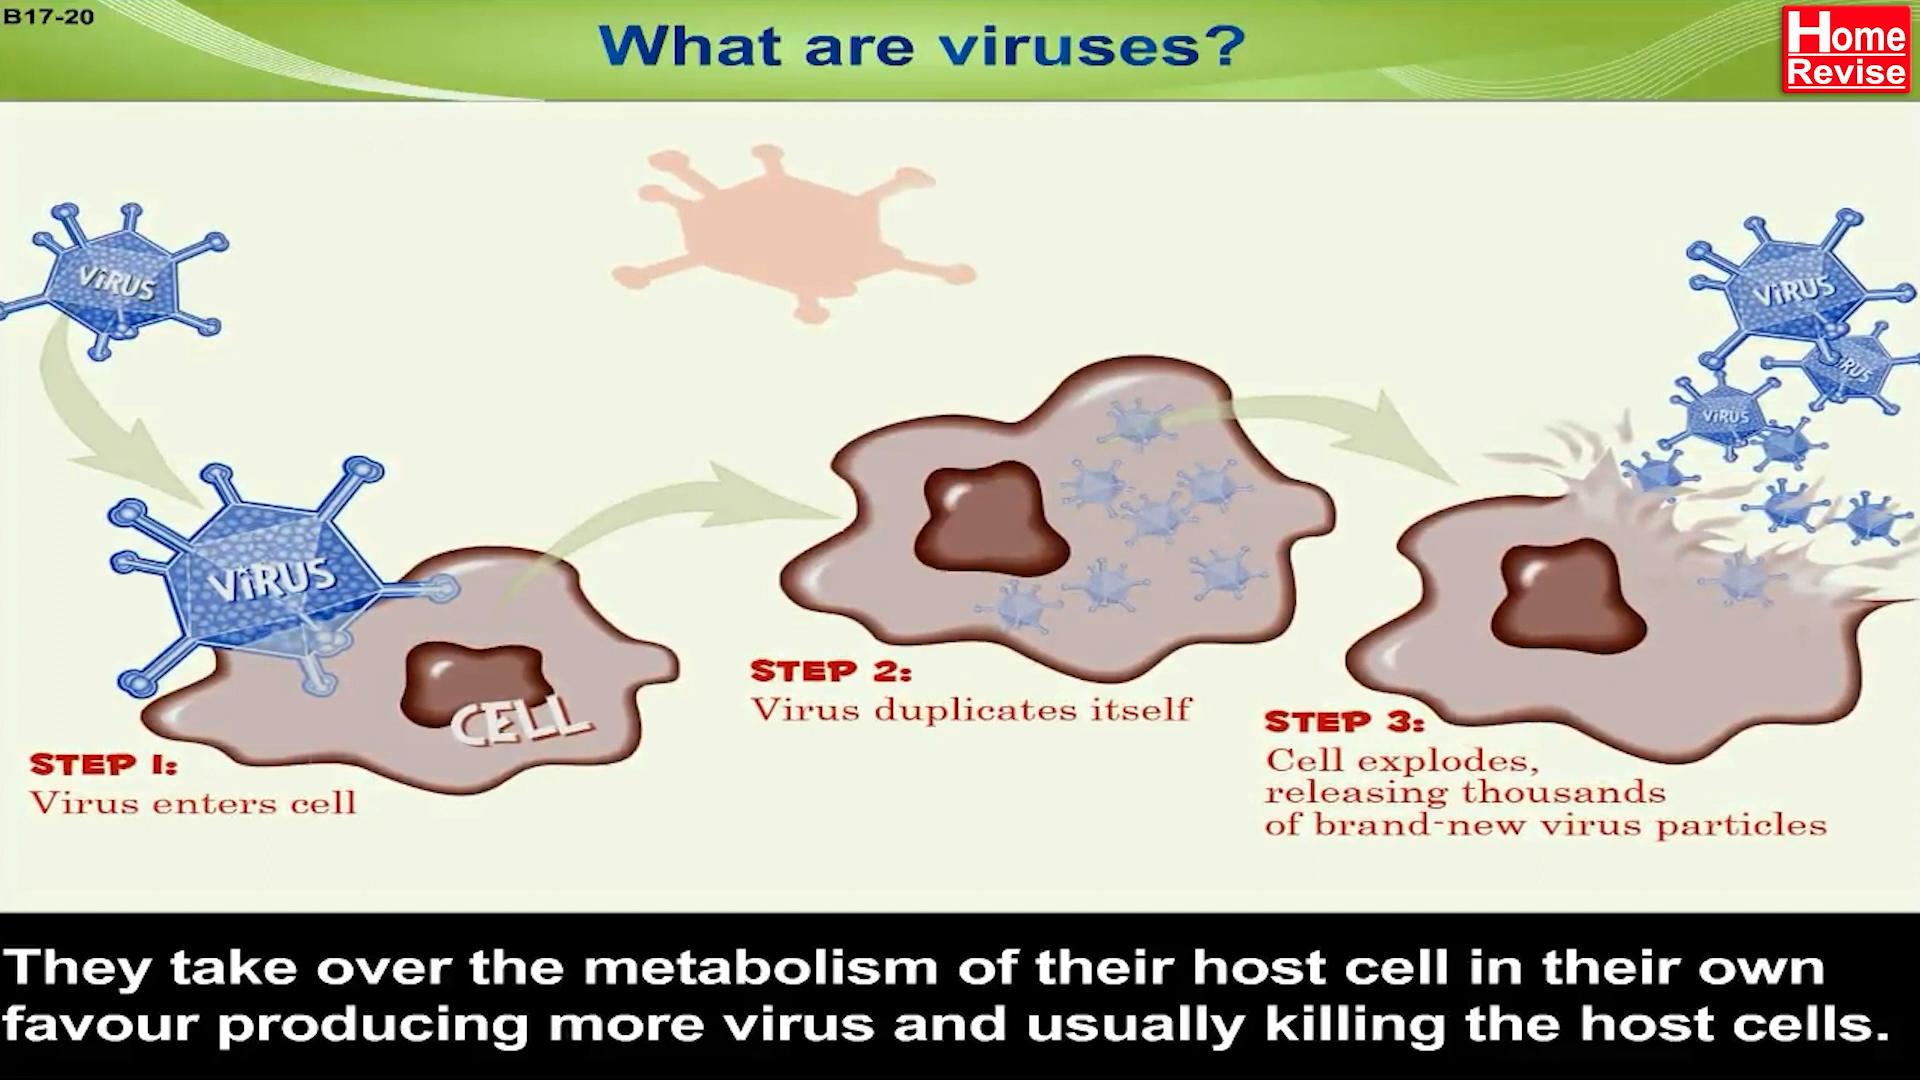 B17-20
What are viruses?
Home
Revise
ViRUS
ViRUS
CELL
STEP 1:
Virus enters cell
STEP 2:
Virus duplicates itself
ViRUS
ViRUS
ViRUS
STEP 3:
Cell explodes,
releasing thousands
of brand-new virus particles
They take over the metabolism of their host cell in their own
favour producing more virus and usually killing the host cells.